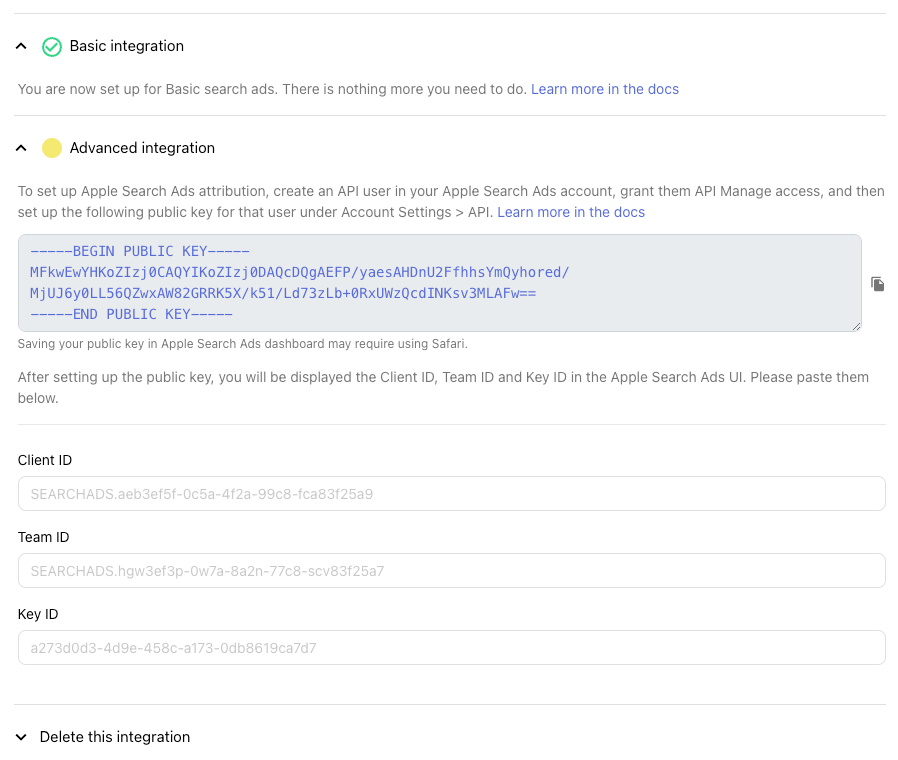 Basic integration
You are now set up for Basic search ads. There is nothing more you need to do. Learn more in the docs
Advanced integration
To set up Apple Search Ads attribution, create an API user in your Apple Search Ads account, grant them API Manage access, and then
set up the following public key for that user under Account Settings > API. Learn more in the docs
-----BEGIN PUBLIC KEY-----
MFkwEwYHKoZIzj0CAQYIKoZIzj0DAQcDQgAEFP/yaesAHDnU2FfhhsYmQyhored/
MjUJ6y0LL56QZwxAW82GRRK5X/k51/Ld73zLb+0RxUWzQcdINKsv3MLAFw==
-----END PUBLIC KEY-----
Saving your public key in Apple Search Ads dashboard may require using Safari.
After setting up the public key, you will be displayed the Client ID, Team ID and Key ID in the Apple Search Ads UI. Please paste them
below.
Client ID
SEARCHADS.aeb3ef5f-0c5a-4f2a-99c8-fca83f25a9
Team ID
SEARCHADS.hgw3ef3p-0w7a-8a2n-77c8-scv83f25a7
Key ID
a273d0d3-4d9e-458c-a173-0db8619ca7d7
Delete this integration